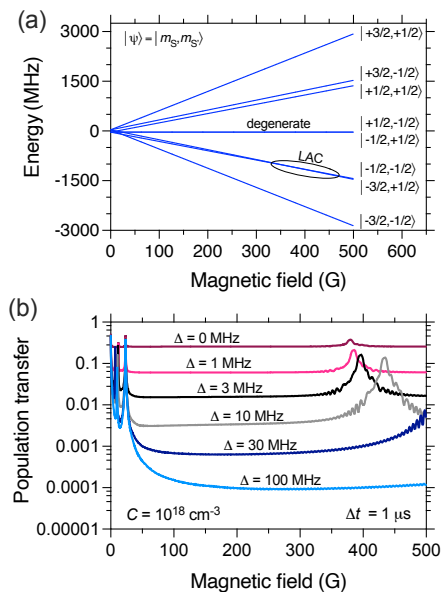 (a)
|ψ⟩=|mS,mS'⟩
3000
1500
0
-1500
-3000
Energy (MHz)
|+3/2,+1/2⟩
|+3/2,-1/2⟩
|+1/2,+1/2⟩
degenerate
|+1/2,-1/2⟩
|-1/2,+1/2⟩
LAC
|-1/2,-1/2⟩
|-3/2,+1/2⟩
|-3/2,-1/2⟩
0 100 200 300 400 500 600
Magnetic field (G)
(b)
1
0.1
0.01
0.001
0.0001
0.00001
Population transfer
Δ = 0 MHz
Δ = 1 MHz
Δ = 3 MHz
Δ = 10 MHz
Δ = 30 MHz
Δ = 100 MHz
C = 10¹⁸ cm⁻³ Δt = 1 μs
0 100 200 300 400 500
Magnetic field (G)